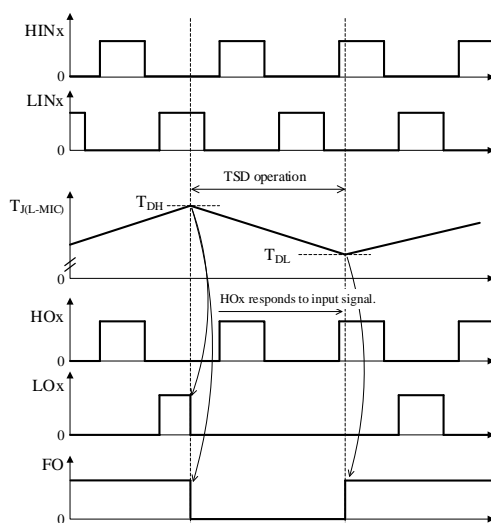 HINx
0
LINx
0
TSD operation
T_DH
T_J(L-MIC)
T_DL
0
HOx responds to input signal.
HOx
0
LOx
0
FO
0